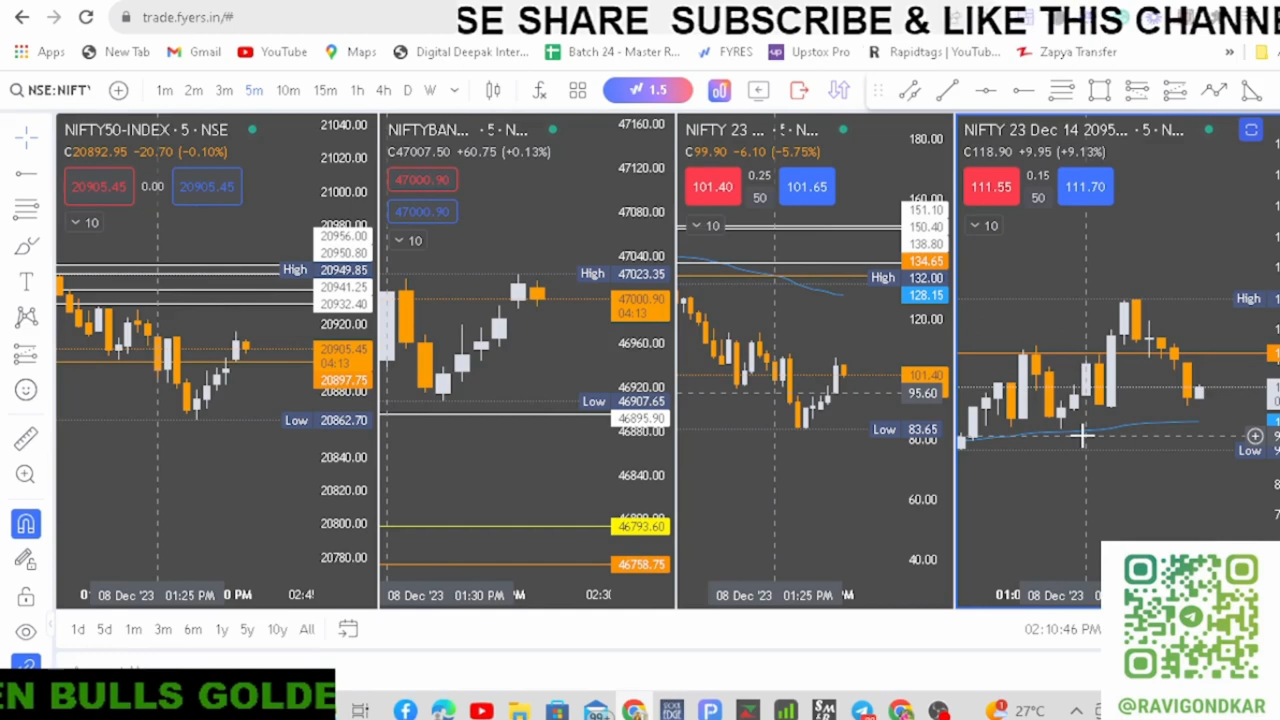 trade.fyers.in/#
SE SHARE SUBSCRIBE & LIKE THIS CHANNE
Apps New Tab Gmail YouTube Maps Digital Deepak Inter... Batch 24 - Master R... FYRES Upstox Pro Rapidtags | YouTub... Zapya Transfer »
NSE:NIFTY 1m 2m 3m 5m 10m 15m 1h 4h D W 1.5
NIFTY50-INDEX · 5 · NSE
C20892.95 -20.70 (-0.10%)
20905.45 0.00 20905.45
10
21040.00
21020.00
21000.00
20956.00
20950.80
High 20949.85
20941.25
20932.40
20920.00
20905.45
04:13
20897.75
20880.00
Low 20862.70
20840.00
20820.00
20800.00
20780.00
08 Dec '23 01:25 PM 0 PM 02:4
NIFTYBAN... · 5 · N...
C47007.50 +60.75 (+0.13%)
47000.90
47000.90
10
47160.00
47120.00
47080.00
47040.00
High 47023.35
47000.90
04:13
46960.00
46920.00
Low 46907.65
46895.90
46880.00
46840.00
46793.60
46758.75
08 Dec '23 01:30 PM 02:30
NIFTY 23 ... · 5 · N...
C99.90 -6.10 (-5.75%)
101.40 0.25 101.65
50
10
180.00
160.00
151.10
150.40
138.80
134.65
High 132.00
128.15
120.00
101.40
95.60
Low 83.65
80.00
60.00
40.00
08 Dec '23 01:25 PM
NIFTY 23 Dec 14 2095... · 5 · N...
C118.90 +9.95 (+9.13%)
111.55 0.15 111.70
50
10
High
Low
01:0 08 Dec '23
1d 5d 1m 3m 6m 1y 5y 10y All
02:10:46 PM
EN BULLS GOLDE
@RAVIGONDKAR
27°C